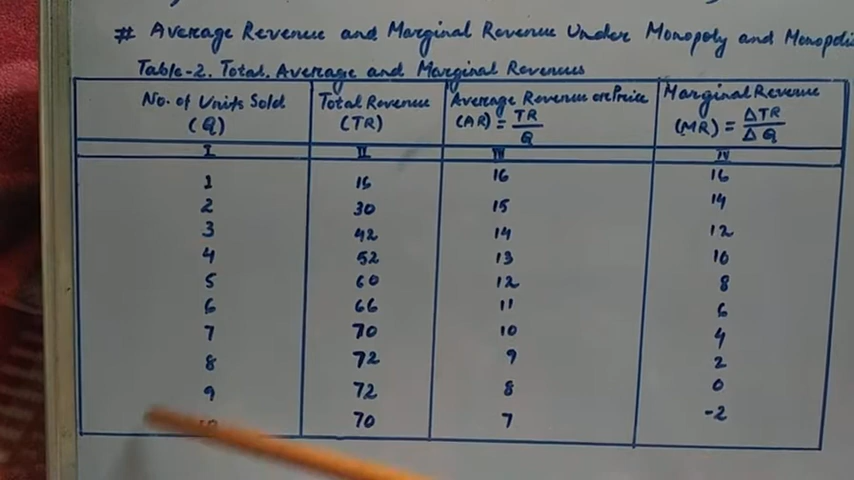 # Average Revenue and Marginal Revenue Under Monopoly and Monopoli
Table-2. Total, Average and Marginal Revenues
No. of Units Sold (Q) Total Revenue (TR) Average Revenue or Price (AR) = TR/Q Marginal Revenue (MR) = ΔTR/ΔQ
I II III IV
1 16 16 16
2 30 15 14
3 42 14 12
4 52 13 10
5 60 12 8
6 66 11 6
7 70 10 4
8 72 9 2
9 72 8 0
10 70 7 -2